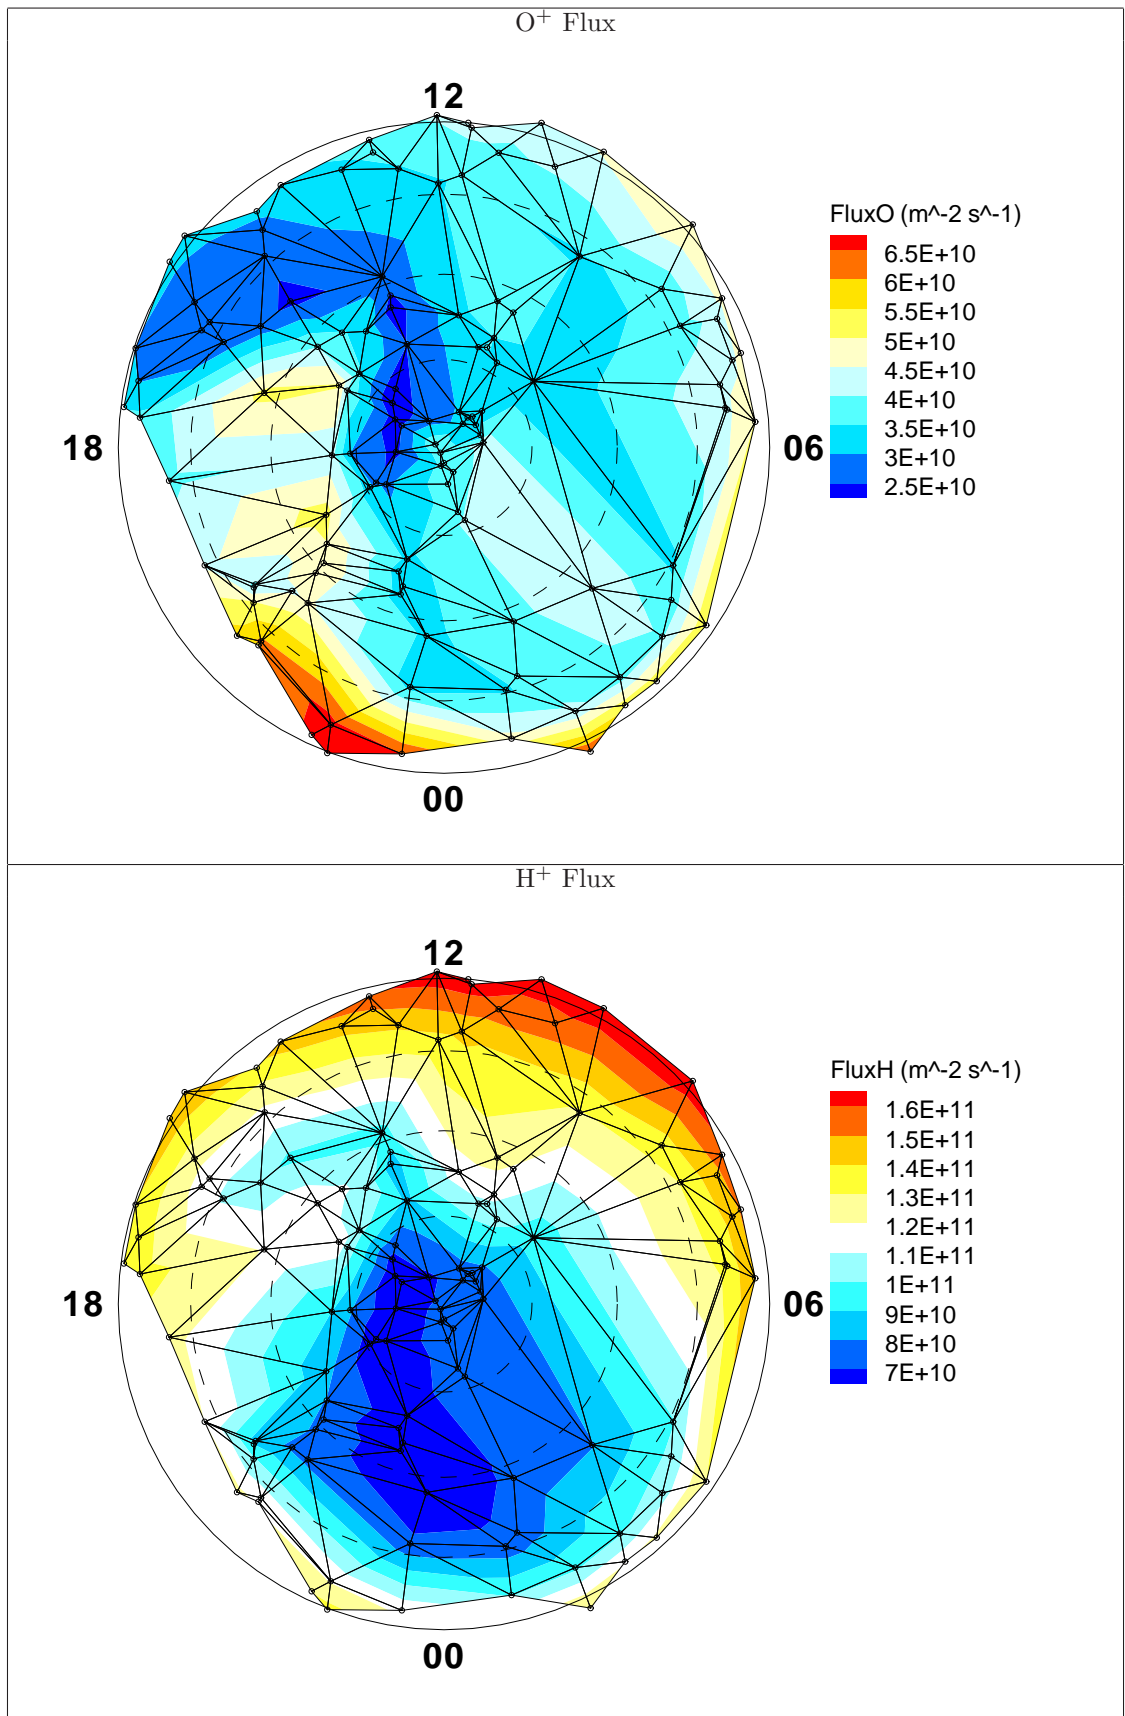 O+ Flux
12
FluxO (m^-2 s^-1)
6.5E+10
6E+10
5.5E+10
5E+10
4.5E+10
4E+10
3.5E+10
3E+10
2.5E+10
18
06
00
H+ Flux
12
FluxH (m^-2 s^-1)
1.6E+11
1.5E+11
1.4E+11
1.3E+11
1.2E+11
1.1E+11
1E+11
9E+10
8E+10
7E+10
18
06
00